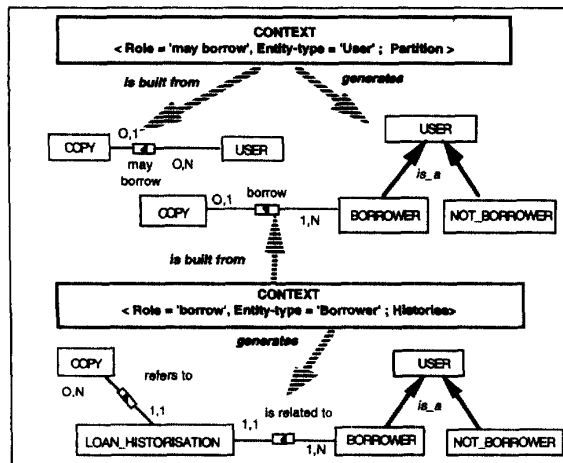 CONTEXT
< Role = 'may borrow', Entity-type = 'User' ; Partition >
is built from
generates
COPY
0,1
may
borrow
0,N
USER
USER
is_a
COPY
0,1
borrow
1,N
BORROWER
NOT_BORROWER
is built from
CONTEXT
< Role = 'borrow', Entity-type = 'Borrower' ; Historise>
generates
COPY
0,N
refers to
1,1
LOAN_HISTORISATION
1,1
is related to
1,N
USER
is_a
BORROWER
NOT_BORROWER